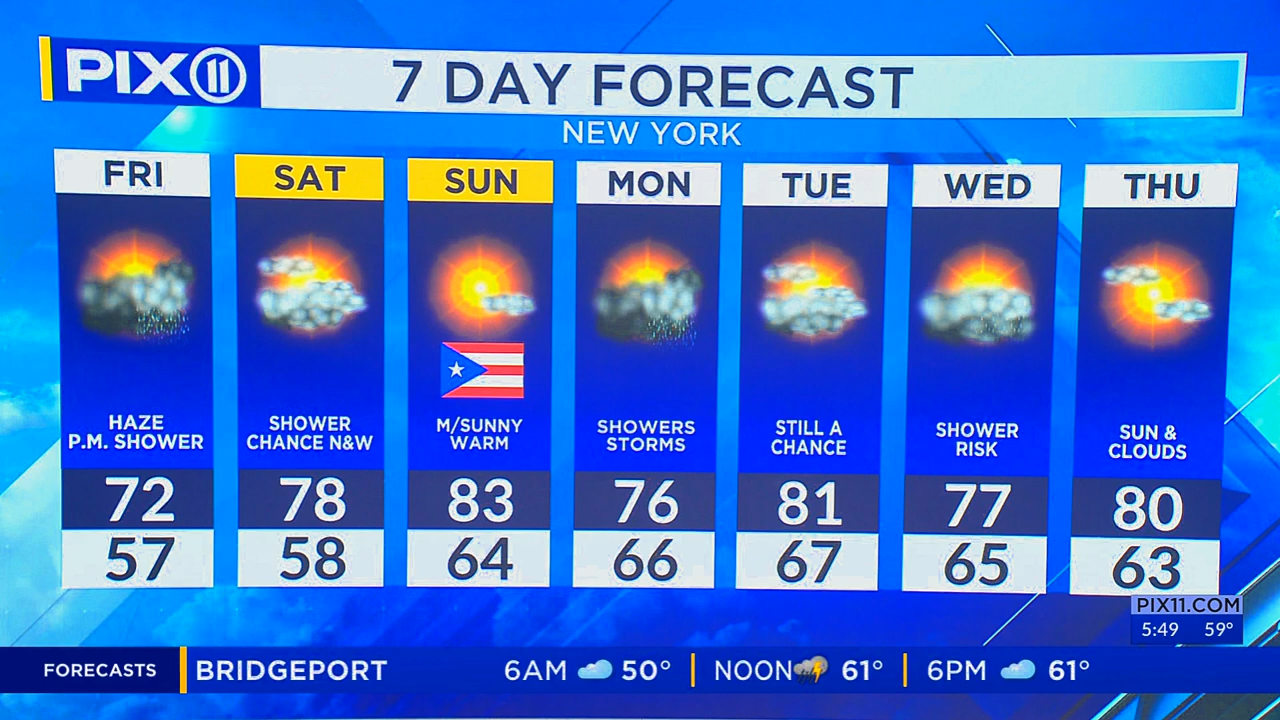 PIX11
7 DAY FORECAST
NEW YORK
FRI
HAZE
P.M. SHOWER
72
57
SAT
SHOWER
CHANCE N&W
78
58
SUN
M/SUNNY
WARM
83
64
MON
SHOWERS
STORMS
76
66
TUE
STILL A
CHANCE
81
67
WED
SHOWER
RISK
77
65
THU
SUN &
CLOUDS
80
63
PIX11.COM
5:49 59°
FORECASTS BRIDGEPORT 6AM 50° NOON 61° 6PM 61°